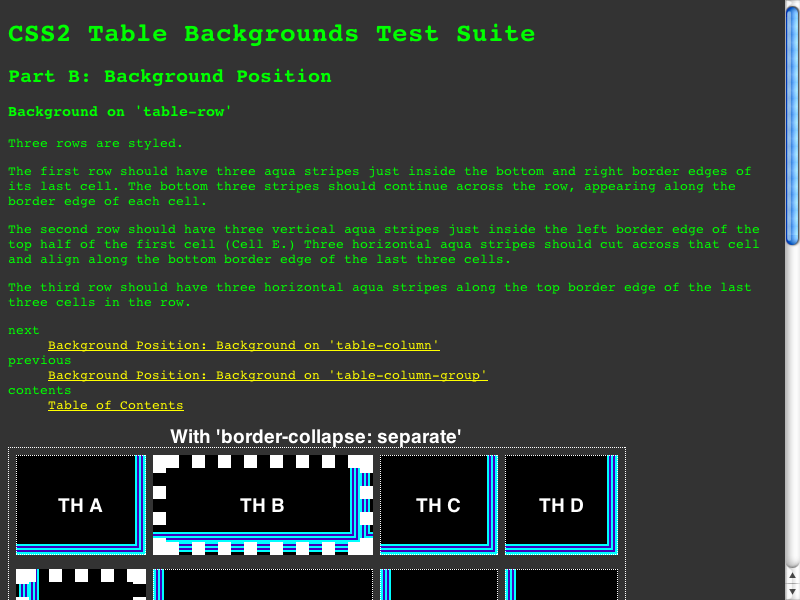 CSS2 Table Backgrounds Test Suite
Part B: Background Position
Background on 'table-row'
Three rows are styled.
The first row should have three aqua stripes just inside the bottom and right border edges of
its last cell. The bottom three stripes should continue across the row, appearing along the
border edge of each cell.
The second row should have three vertical aqua stripes just inside the left border edge of the
top half of the first cell (Cell E.) Three horizontal aqua stripes should cut across that cell
and align along the bottom border edge of the last three cells.
The third row should have three horizontal aqua stripes along the top border edge of the last
three cells in the row.
next
Background Position: Background on 'table-column'
previous
Background Position: Background on 'table-column-group'
contents
Table of Contents
With 'border-collapse: separate'
TH A TH B TH C TH D